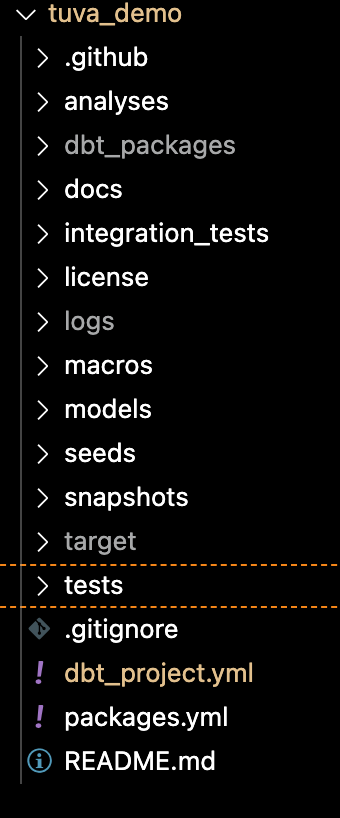 tuva_demo
.github
analyses
dbt_packages
docs
integration_tests
license
logs
macros
models
seeds
snapshots
target
tests
.gitignore
! dbt_project.yml
! packages.yml
README.md